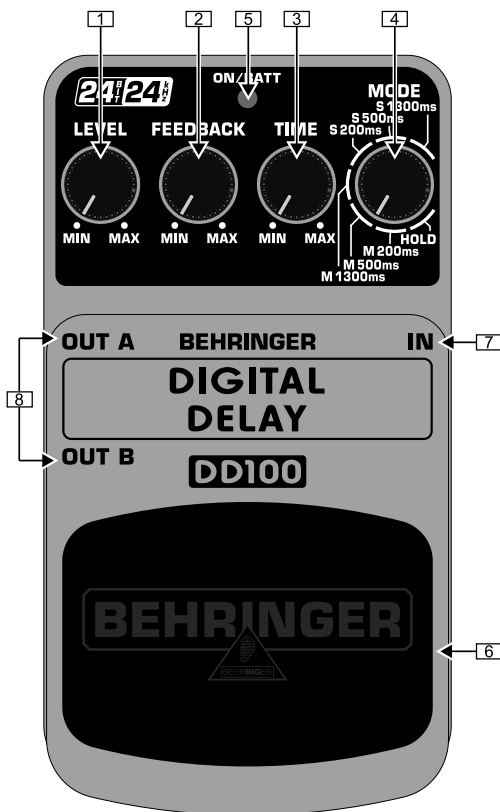 1 2 5 3 4
ON/BATT
24 BIT 24 kHz
MODE
S 1300ms
S 500ms
S 200ms
LEVEL FEEDBACK TIME
MIN MAX MIN MAX MIN MAX
HOLD
M 200ms
M 500ms
M 1300ms
OUT A BEHRINGER IN 7
DIGITAL
DELAY
8
OUT B
DD100
BEHRINGER
BEHRINGER
6